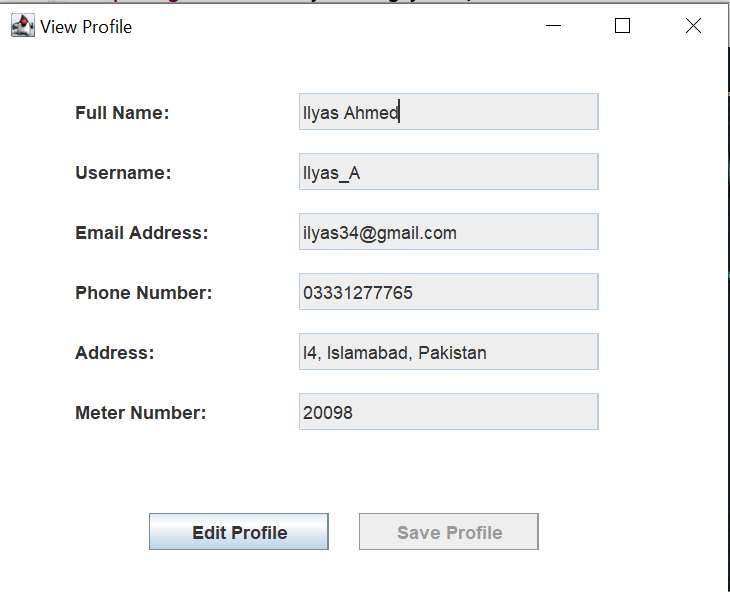 View Profile
Full Name: Ilyas Ahmed
Username: Ilyas_A
Email Address: ilyas34@gmail.com
Phone Number: 03331277765
Address: I4, Islamabad, Pakistan
Meter Number: 20098
Edit Profile Save Profile